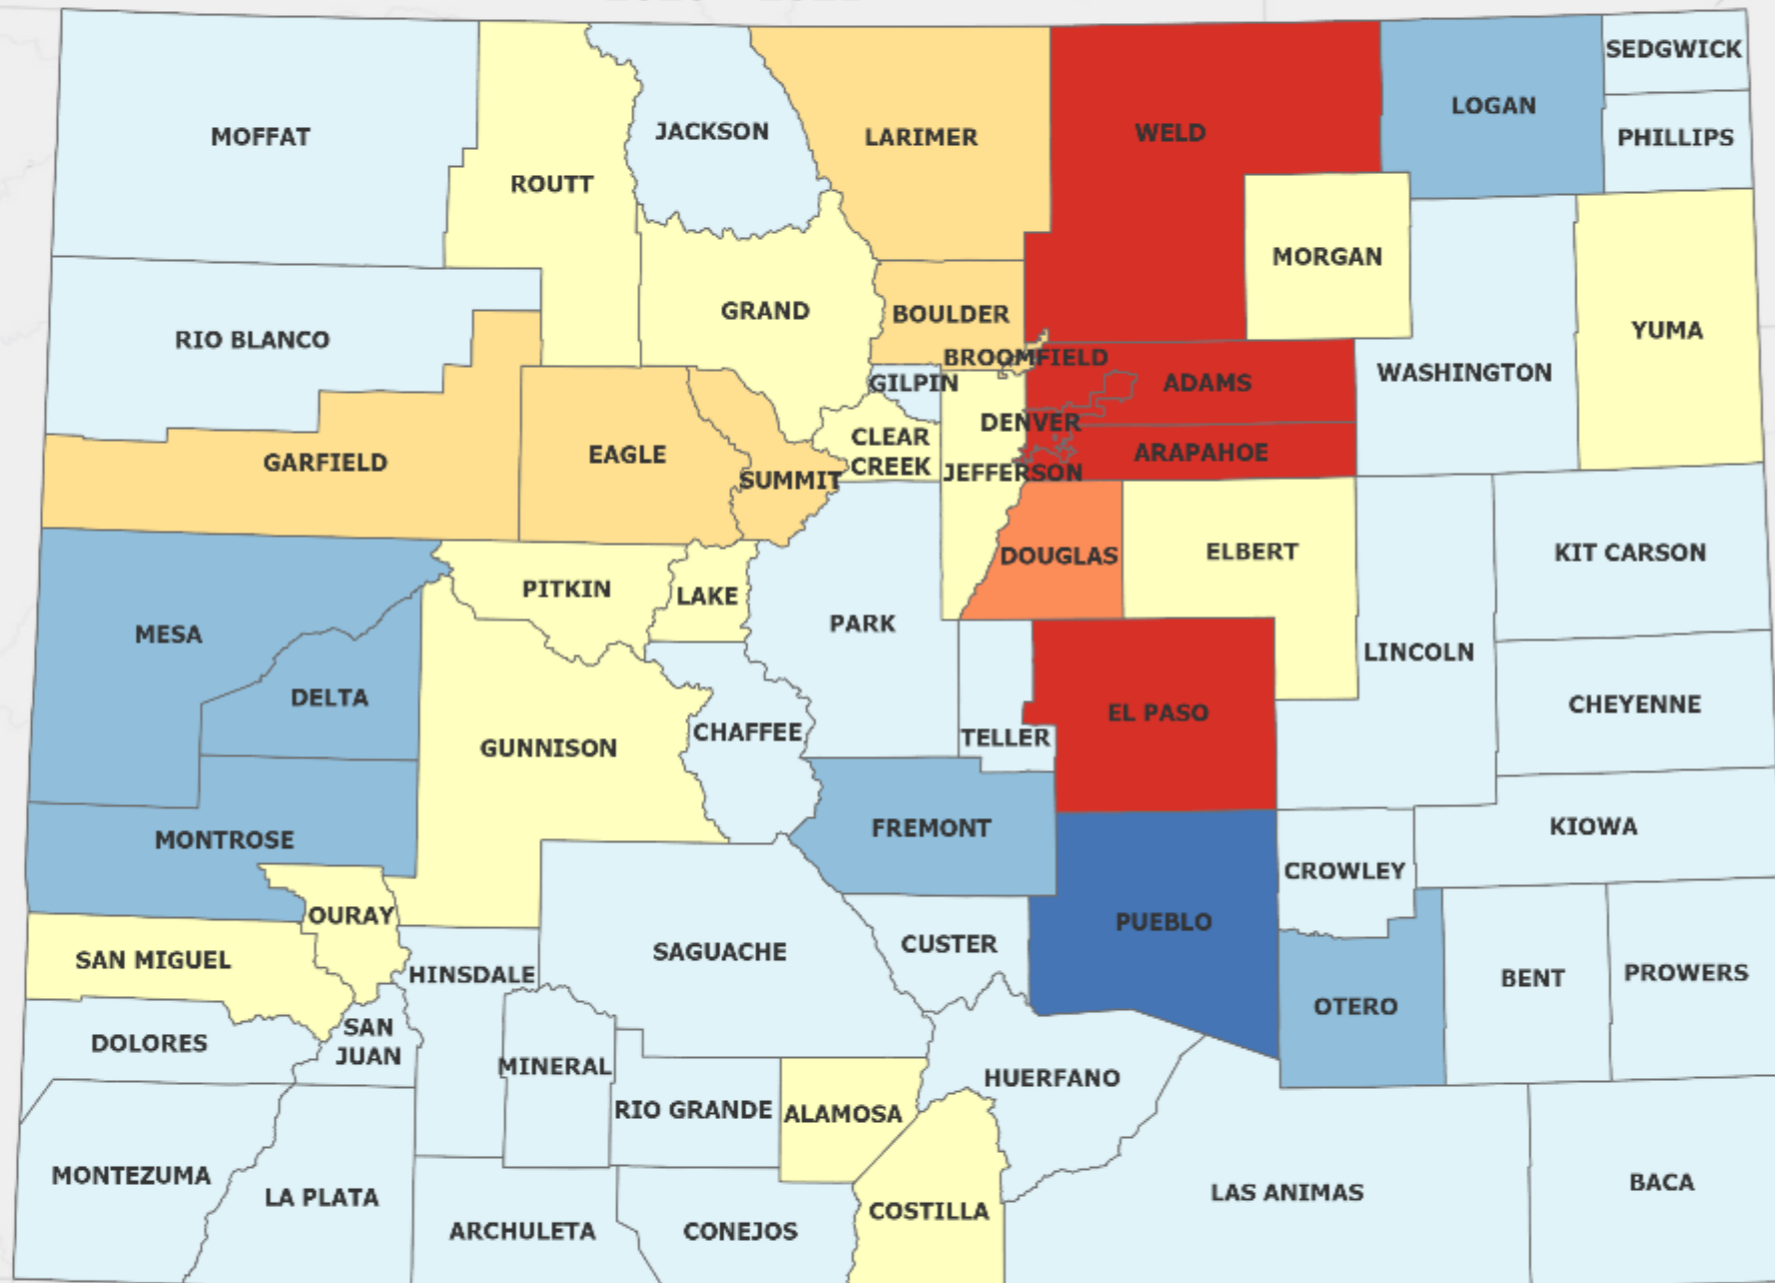 SEDGWICK
LOGAN
MOFFAT
JACKSON
LARIMER
WELD
PHILLIPS
ROUTT
MORGAN
GRAND
BOULDER
YUMA
RIO BLANCO
BROOMFIELD
WASHINGTON
GILPIN
ADAMS
DENVER
CLEAR
CREEK
ARAPAHOE
GARFIELD
EAGLE
SUMMIT
JEFFERSON
DOUGLAS
ELBERT
KIT CARSON
PITKIN
LAKE
PARK
MESA
LINCOLN
DELTA
CHEYENNE
EL PASO
GUNNISON
CHAFFEE
TELLER
MONTROSE
FREMONT
KIOWA
CROWLEY
OURAY
PUEBLO
SAN MIGUEL
HINSDALE
SAGUACHE
CUSTER
BENT
PROWERS
OTERO
DOLORES
SAN
JUAN
MINERAL
HUERFANO
RIO GRANDE
ALAMOSA
MONTEZUMA
LA PLATA
ARCHULETA
CONEJOS
COSTILLA
LAS ANIMAS
BACA